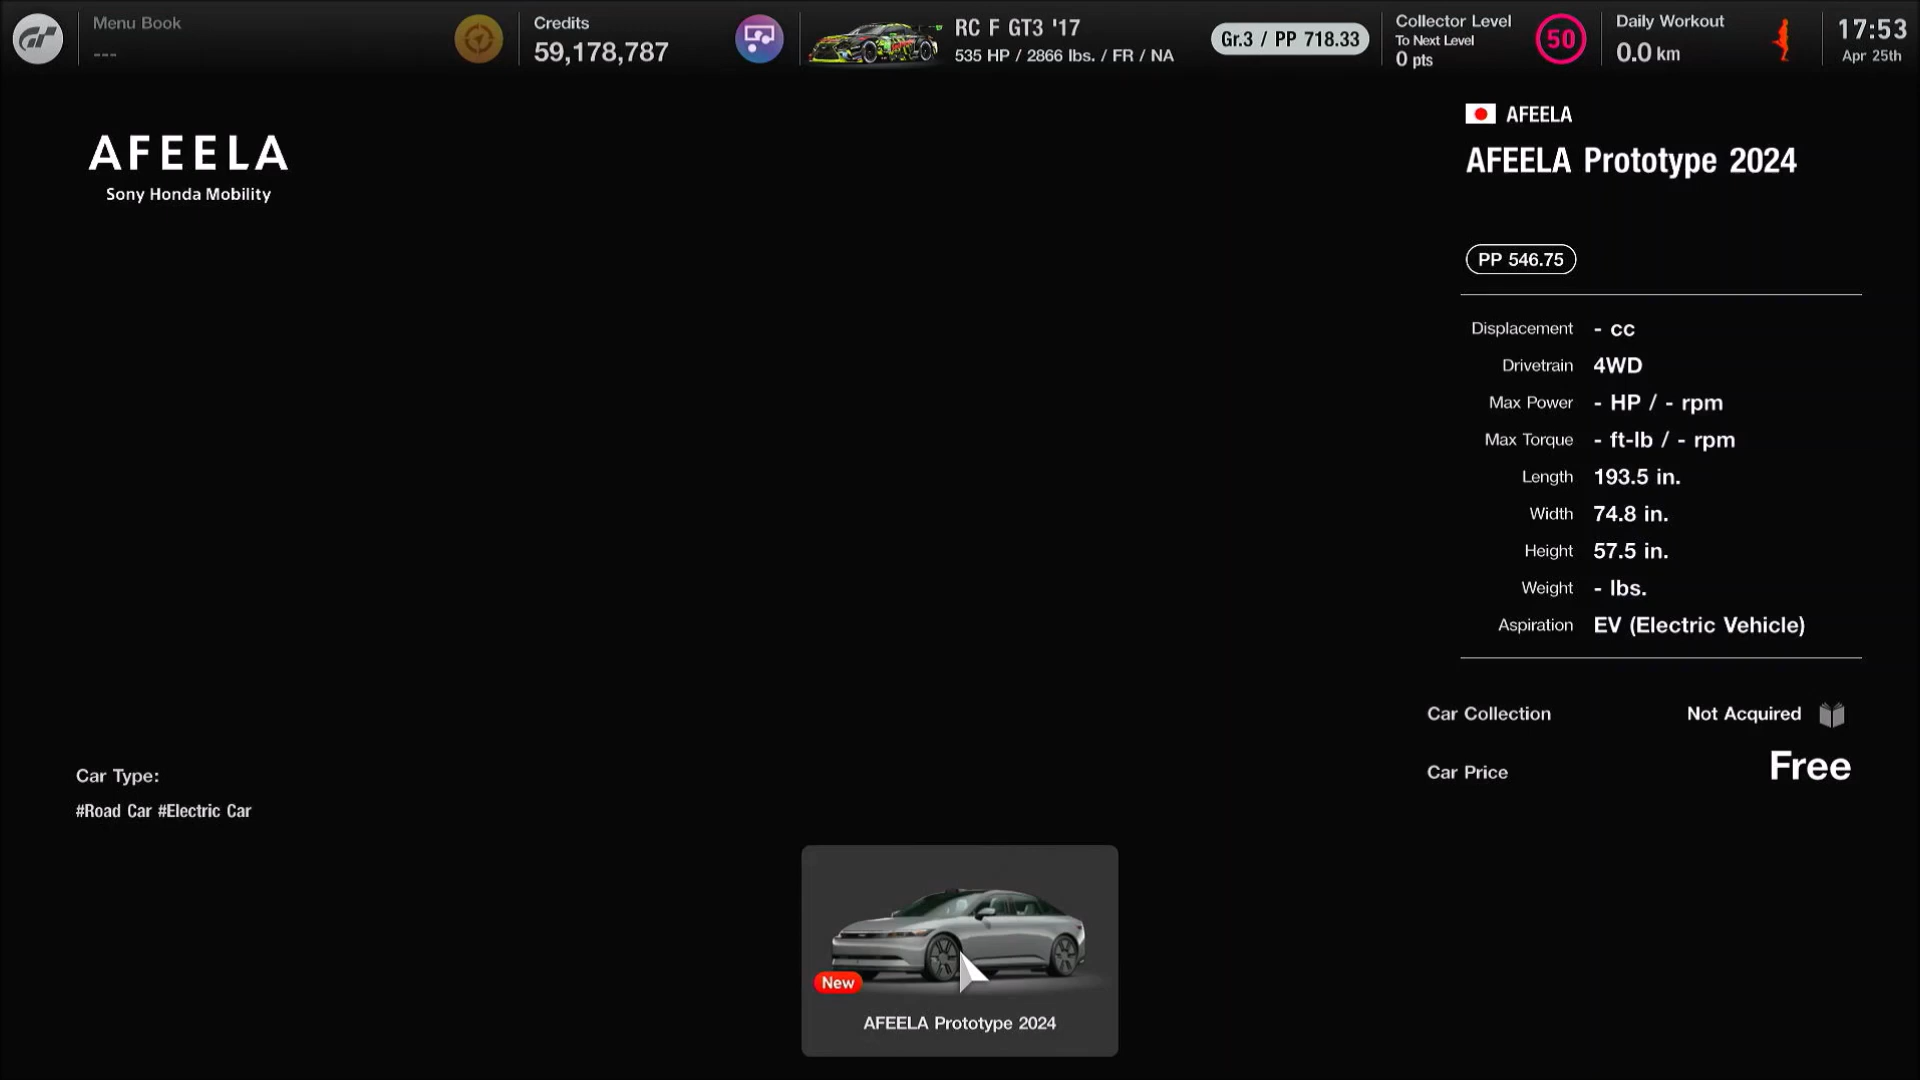 Menu Book
---
Credits
59,178,787
RC F GT3 '17
535 HP / 2866 lbs. / FR / NA
Gr.3 / PP 718.33
Collector Level
To Next Level
0 pts
50
Daily Workout
0.0 km
17:53
Apr 25th
AFEELA
Sony Honda Mobility
AFEELA
AFEELA Prototype 2024
PP 546.75
Displacement - cc
Drivetrain 4WD
Max Power - HP / - rpm
Max Torque - ft-lb / - rpm
Length 193.5 in.
Width 74.8 in.
Height 57.5 in.
Weight - lbs.
Aspiration EV (Electric Vehicle)
Car Collection Not Acquired
Car Price Free
Car Type:
#Road Car #Electric Car
New
AFEELA Prototype 2024